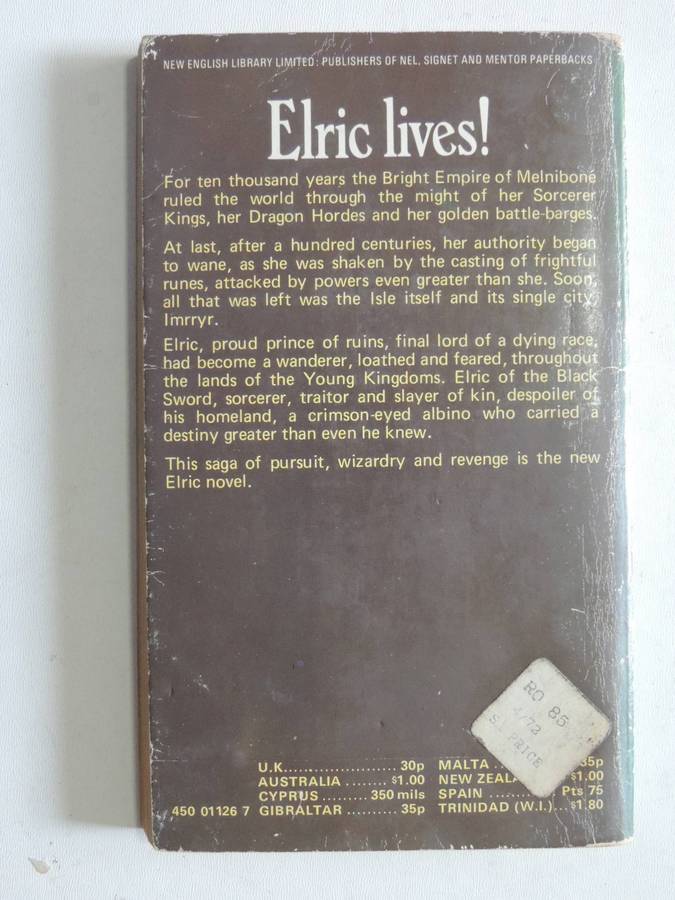 NEW ENGLISH LIBRARY LIMITED: PUBLISHERS OF NEL, SIGNET AND MENTOR PAPERBACKS
Elric lives!
For ten thousand years the Bright Empire of Melniboné
ruled the world through the might of her Sorcerer
Kings, her Dragon Hordes and her golden battle-barges.
At last, after a hundred centuries, her authority began
to wane, as she was shaken by the casting of frightful
runes, attacked by powers even greater than she. Soon,
all that was left was the Isle itself and its single city,
Imrryr.
Elric, proud prince of ruins, final lord of a dying race,
had become a wanderer, loathed and feared, throughout
the lands of the Young Kingdoms. Elric of the Black
Sword, sorcerer, traitor and slayer of kin, despoiler of
his homeland, a crimson-eyed albino who carried a
destiny greater than even he knew.
This saga of pursuit, wizardry and revenge is the new
Elric novel.
RO 85
/73
PRICE
U.K...................... 30p MALTA .. 35p
AUSTRALIA ........ $1.00 NEW ZEAL $1.00
CYPRUS ......... 350 mils SPAIN .......... Pts 75
450 01126 7 GIBRALTAR .......... 35p TRINIDAD (W.I.)... $1.80